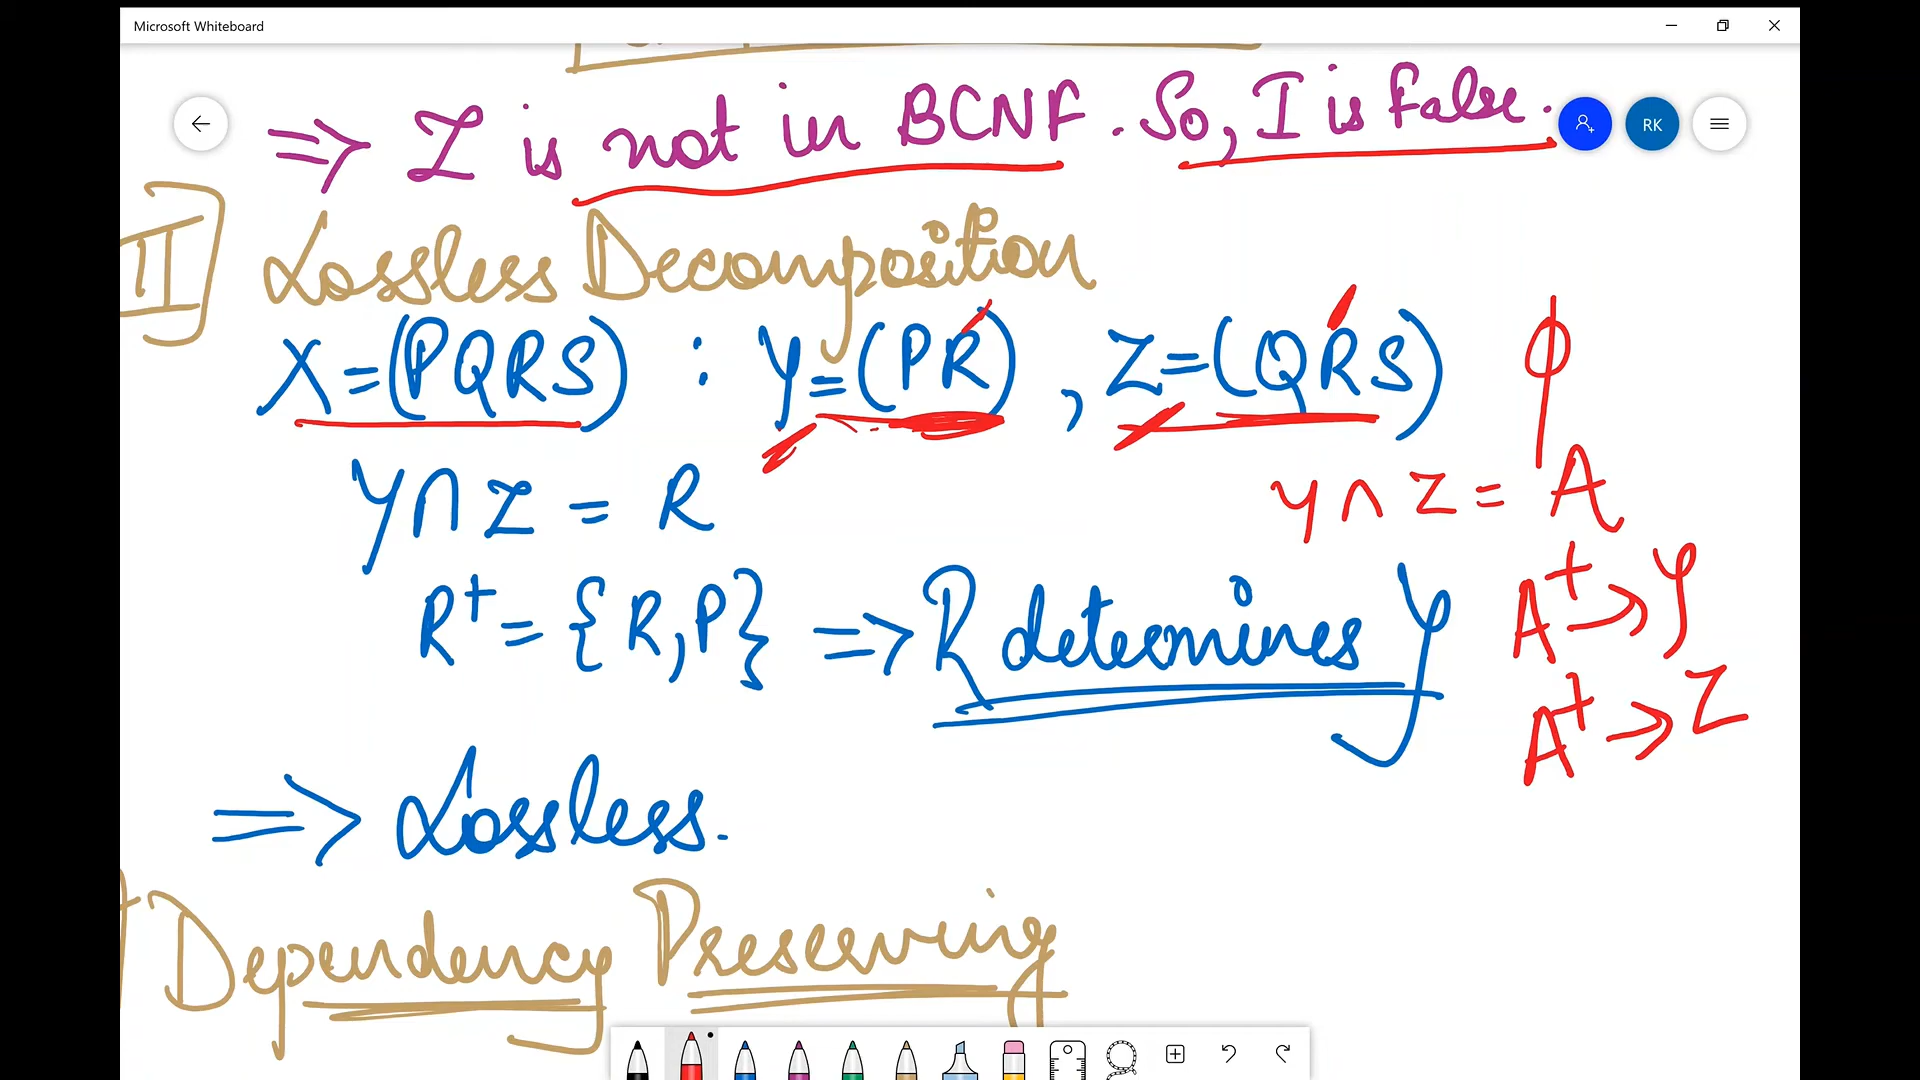 Microsoft Whiteboard
=> Z is not in BCNF. So, I is False.
RK
II Lossless Decomposition
X=(PQRS) : Y=(PR) , Z=(QRS) ϕ
Y∩Z = R
Y∩Z = A
R+ = {R,P} => R determines Y
A+ → Y
A+ → Z
=> Lossless.
Dependency Preserving